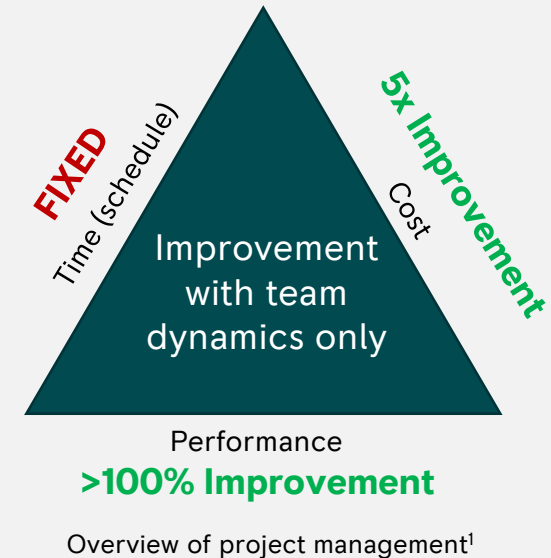 FIXED
Time (schedule)
5x Improvement
Cost
Improvement
with team
dynamics only
Performance
>100% Improvement
Overview of project management¹